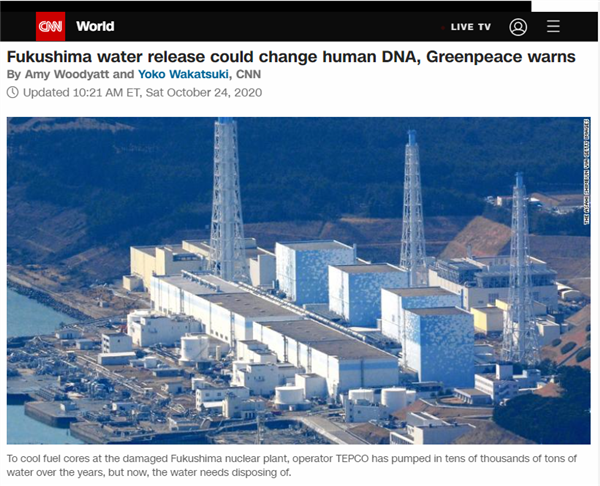 CNN World LIVE TV
Fukushima water release could change human DNA, Greenpeace warns
By Amy Woodyatt and Yoko Wakatsuki, CNN
Updated 10:21 AM ET, Sat October 24, 2020
THE ASAHI SHIMBUN VIA GETTY IMAGES
To cool fuel cores at the damaged Fukushima nuclear plant, operator TEPCO has pumped in tens of thousands of tons of
water over the years, but now, the water needs disposing of.